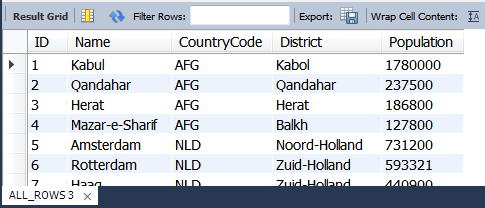 Result Grid Filter Rows: Export: Wrap Cell Content: IA
ID Name CountryCode District Population
1 Kabul AFG Kabol 1780000
2 Qandahar AFG Qandahar 237500
3 Herat AFG Herat 186800
4 Mazar-e-Sharif AFG Balkh 127800
5 Amsterdam NLD Noord-Holland 731200
6 Rotterdam NLD Zuid-Holland 593321
7 Haag NLD Zuid-Holland 440900
ALL_ROWS 3 ×